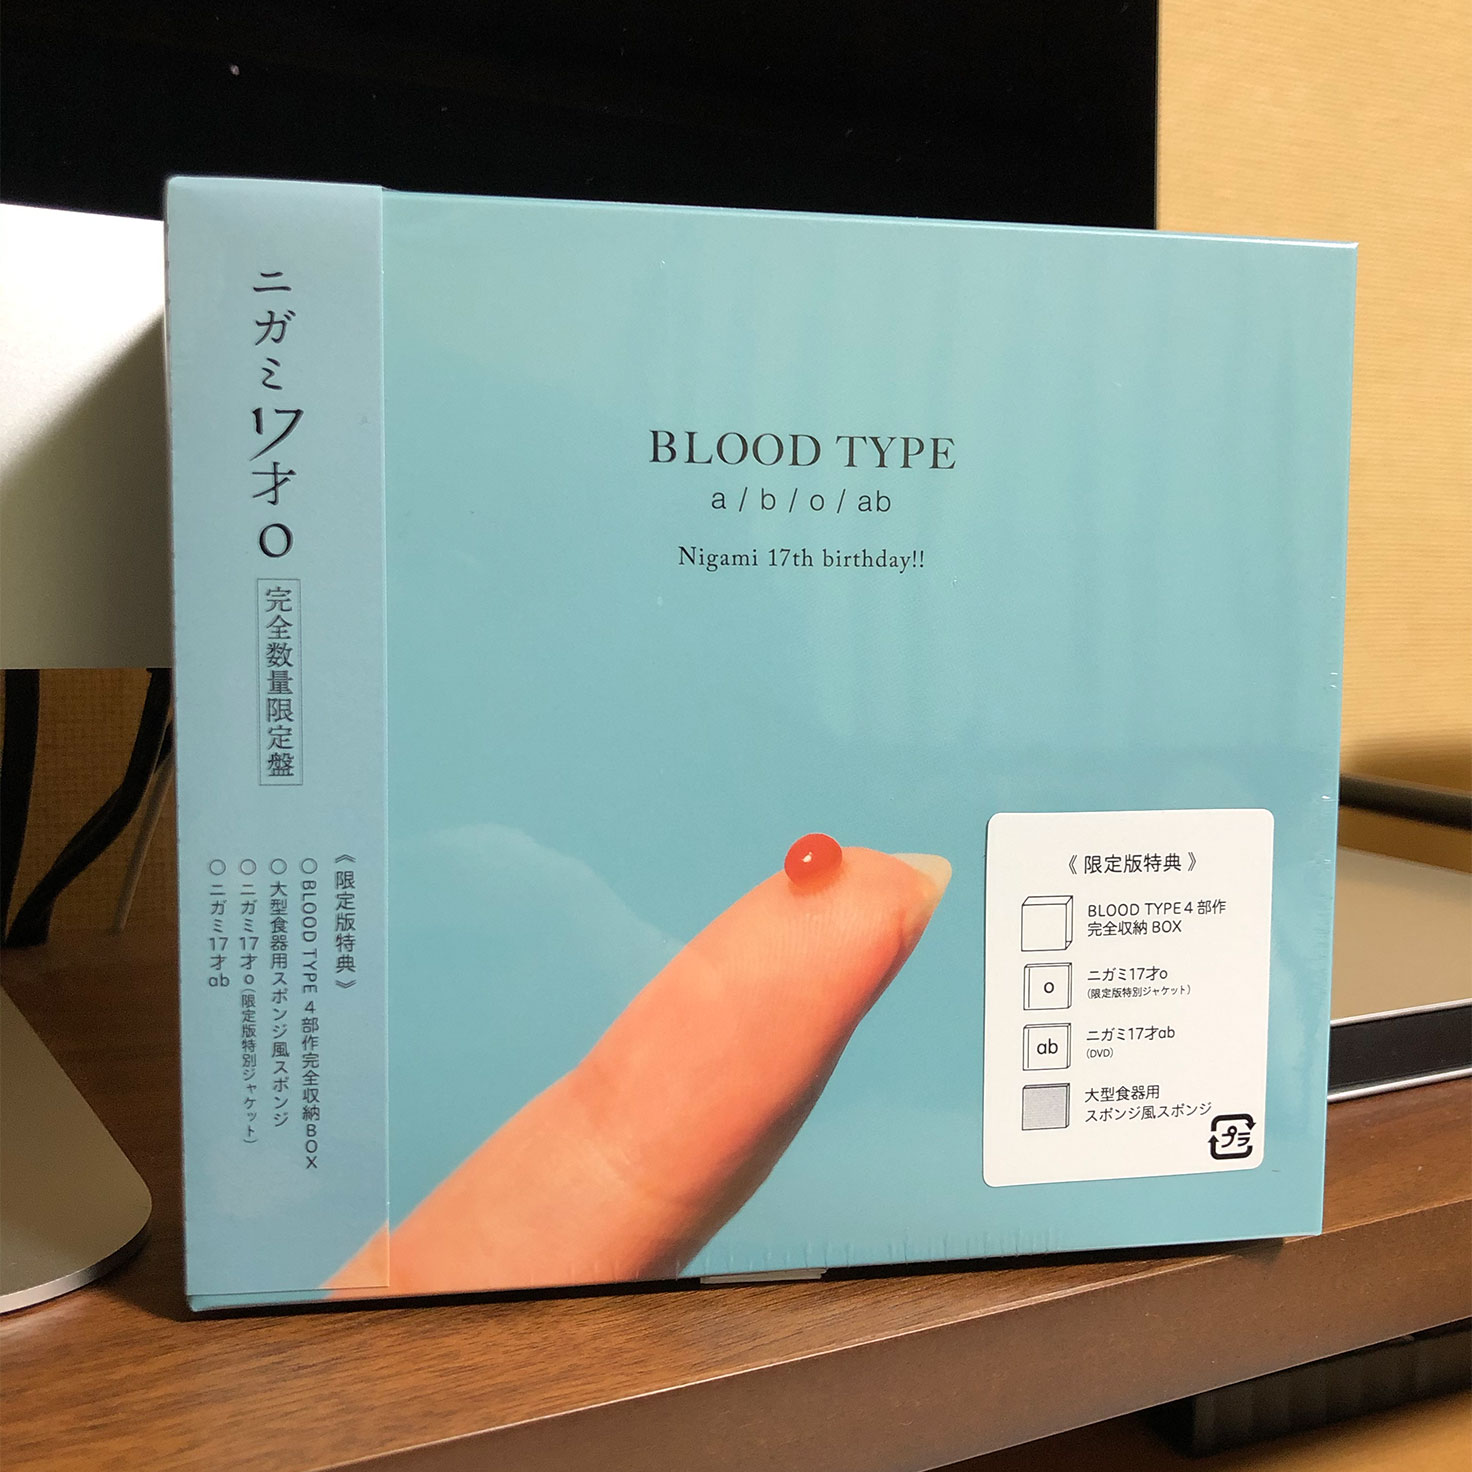 ニガミ17才o
完全数量限定盤
《限定版特典》
○BLOOD TYPE 4部作完全収納BOX
○大型食器用スポンジ風スポンジ
○ニガミ17才o(限定版特別ジャケット)
○ニガミ17才ab
BLOOD TYPE
a / b / o / ab
Nigami 17th birthday!!
《 限定版特典 》
BLOOD TYPE 4 部作
完全収納 BOX
o
ニガミ17才o
(限定版特別ジャケット)
ab
ニガミ17才ab
(DVD)
大型食器用
スポンジ風スポンジ
プラ